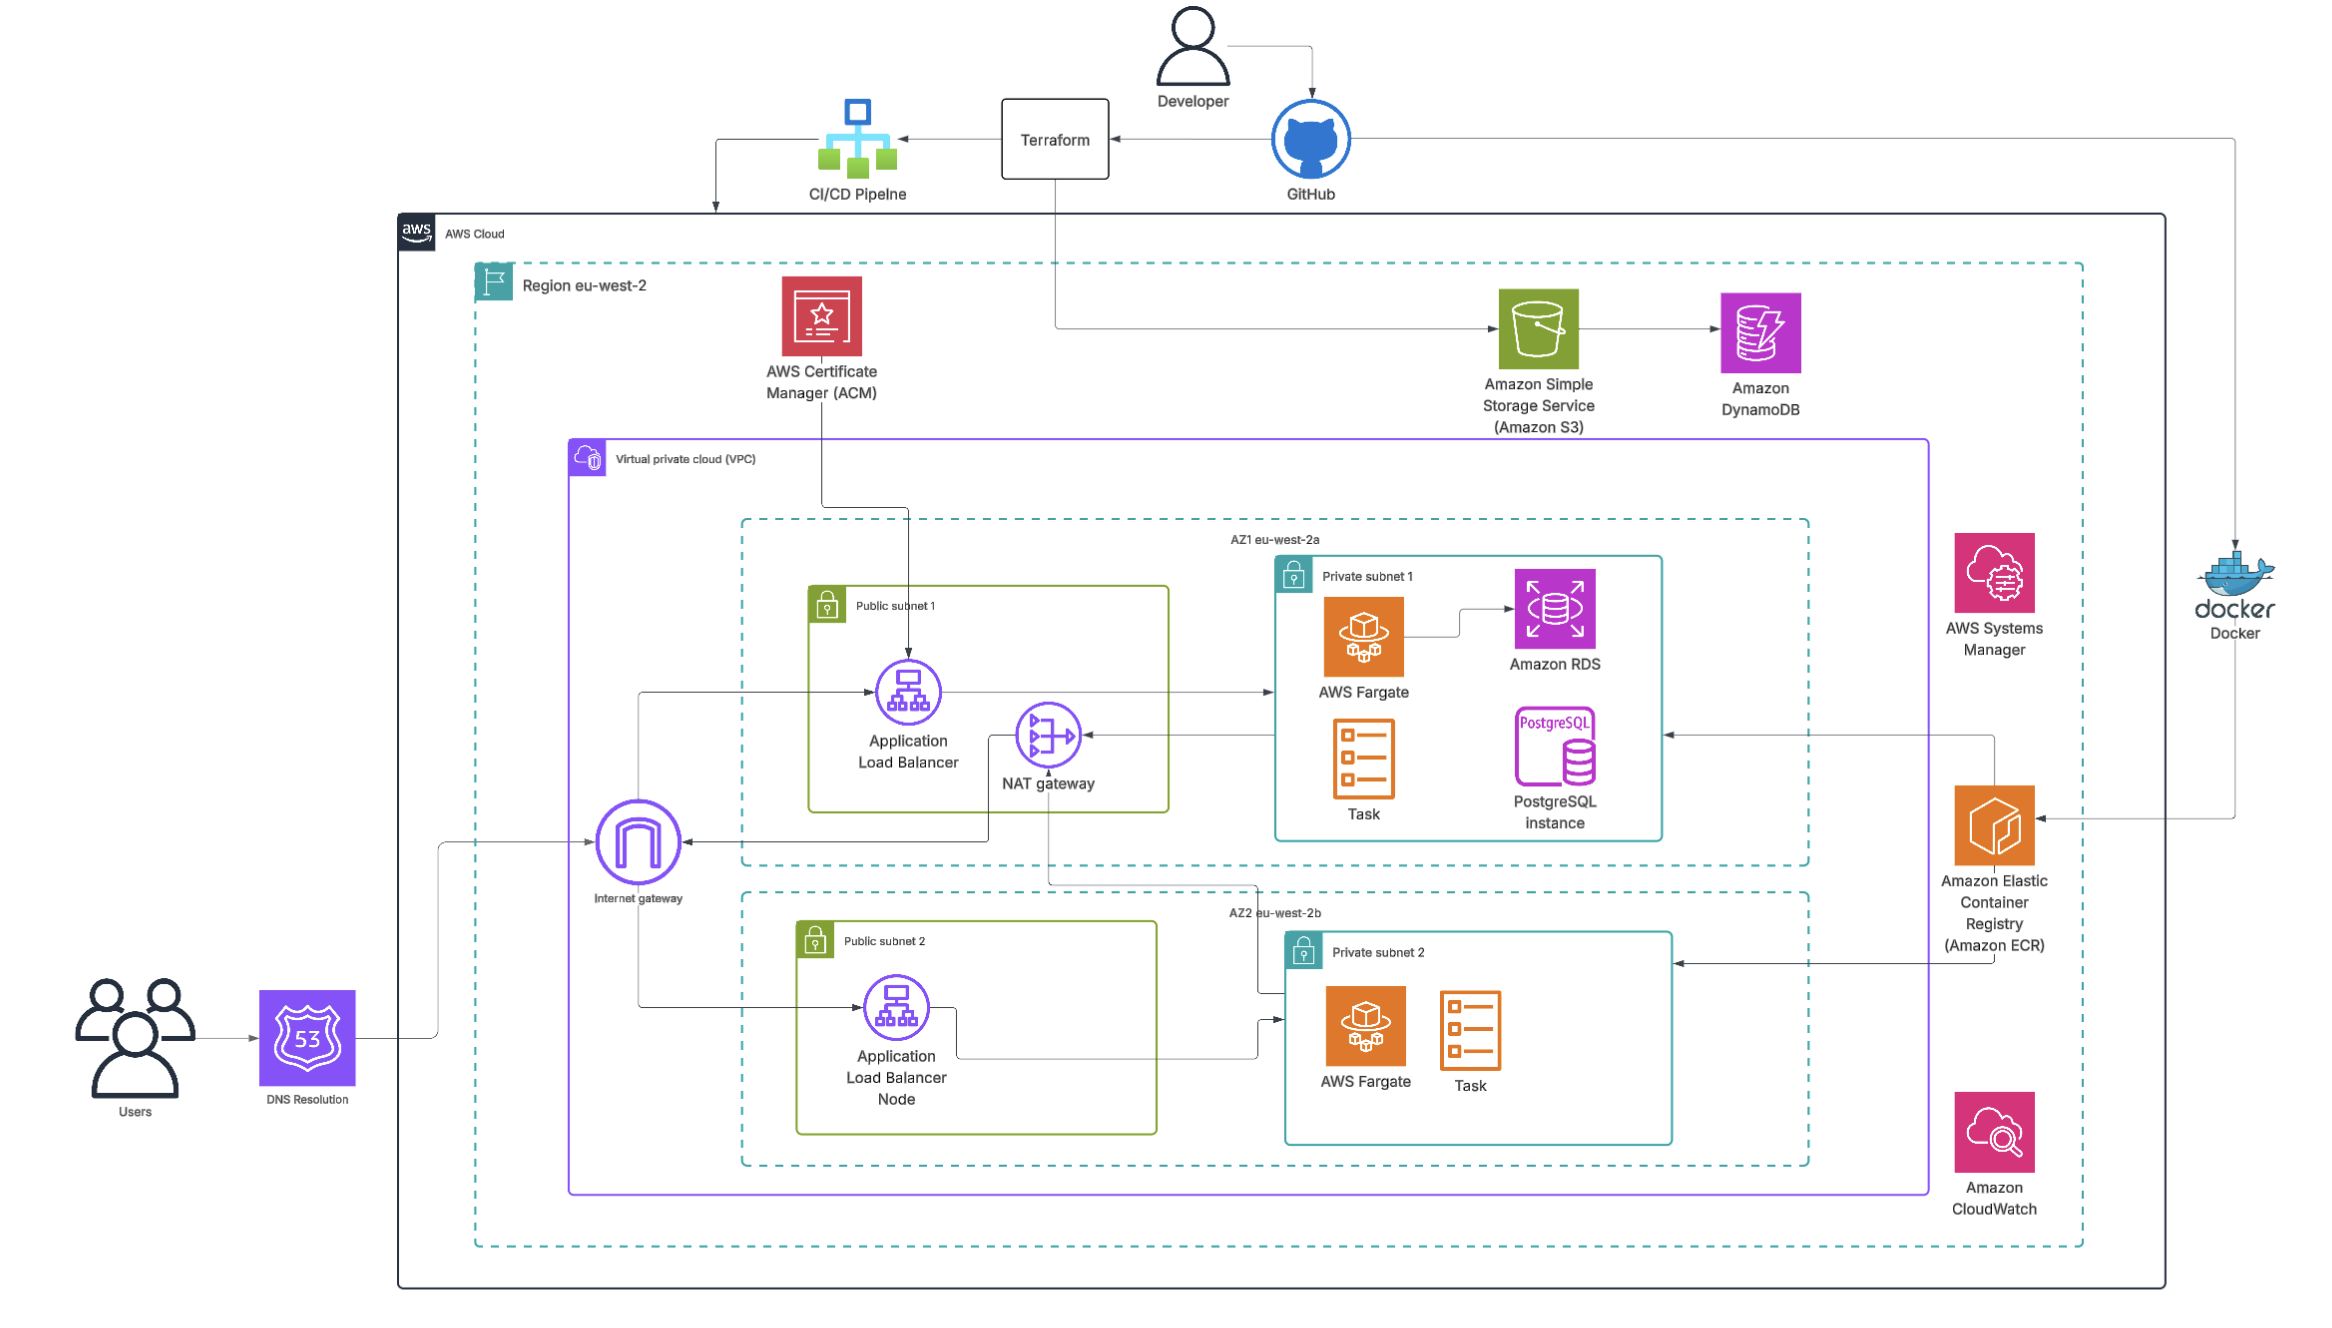 Developer
Terraform
CI/CD Pipelne
GitHub
aws
AWS Cloud
Region eu-west-2
AWS Certificate
Manager (ACM)
Amazon Simple
Storage Service
(Amazon S3)
Amazon
DynamoDB
Virtual private cloud (VPC)
AZ1 eu-west-2a
Public subnet 1
Private subnet 1
AWS Fargate
Amazon RDS
Application
Load Balancer
NAT gateway
Task
PostgreSQL
PostgreSQL
instance
AWS Systems
Manager
docker
Docker
Internet gateway
Amazon Elastic
Container
Registry
(Amazon ECR)
AZ2 eu-west-2b
Public subnet 2
Private subnet 2
Application
Load Balancer
Node
AWS Fargate
Task
Users
53
DNS Resolution
Amazon
CloudWatch